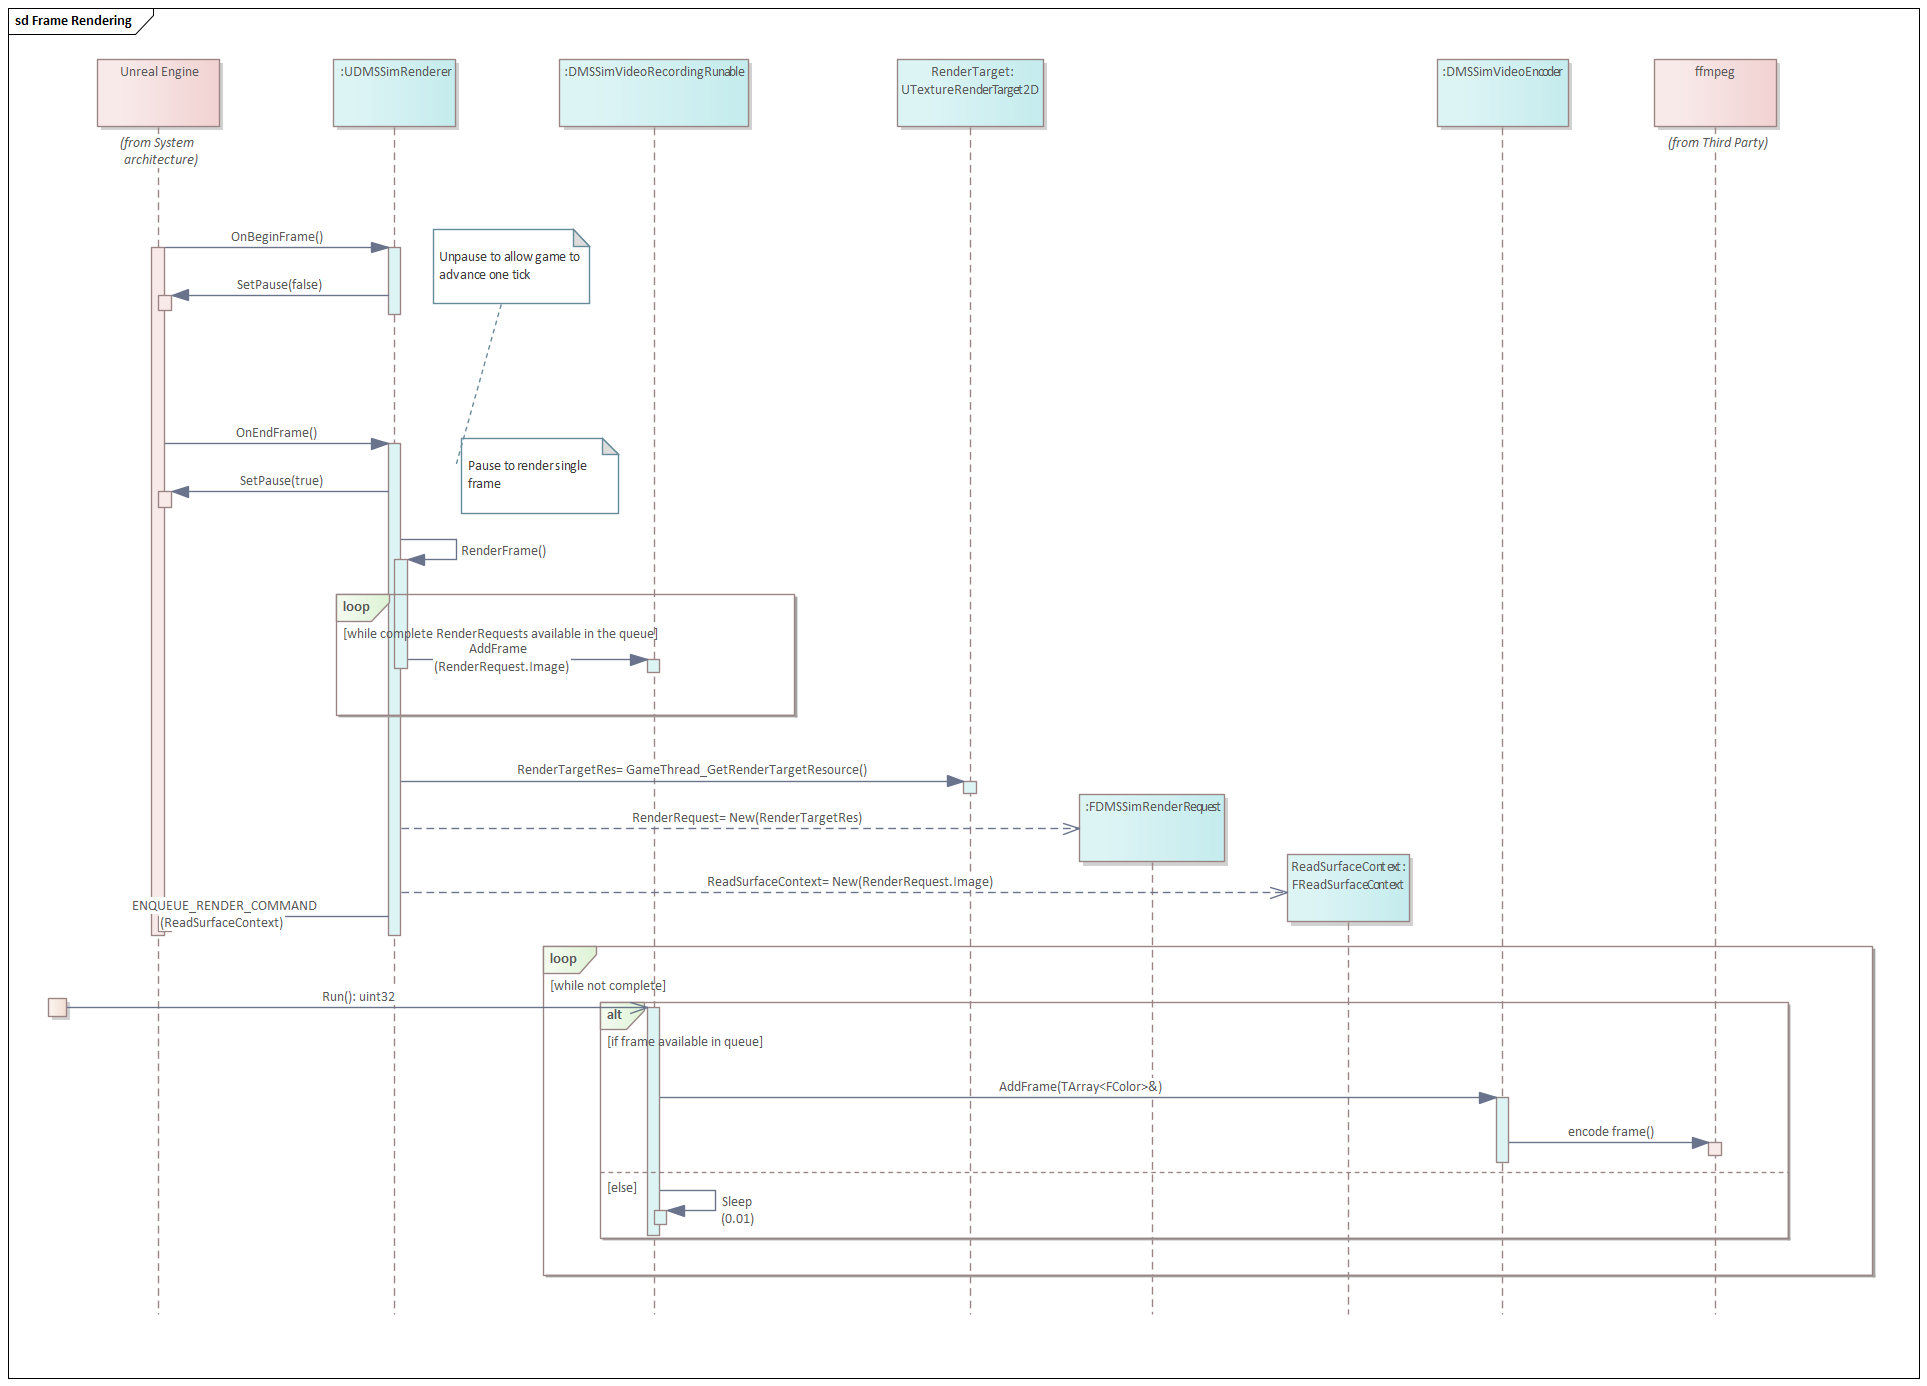 sd Frame Rendering
Unreal Engine
:UDMSSimRenderer
:DMSSimVideoRecordingRunable
RenderTarget:
UTextureRenderTarget2D
:DMSSimVideoEncoder
ffmpeg
(from System
architecture)
(from Third Party)
OnBeginFrame()
Unpause to allow game to
advance one tick
SetPause(false)
OnEndFrame()
Pause to render single
frame
SetPause(true)
RenderFrame()
loop
[while complete RenderRequests available in the queue]
AddFrame
(RenderRequest.Image)
RenderTargetRes= GameThread_GetRenderTargetResource()
:FDMSSimRenderRequest
RenderRequest= New(RenderTargetRes)
ReadSurfaceContext:
FReadSurfaceContext
ReadSurfaceContext= New(RenderRequest.Image)
ENQUEUE_RENDER_COMMAND
(ReadSurfaceContext)
loop
[while not complete]
Run(): uint32
alt
[if frame available in queue]
AddFrame(TArray<FColor>&)
encode frame()
[else]
Sleep
(0.01)